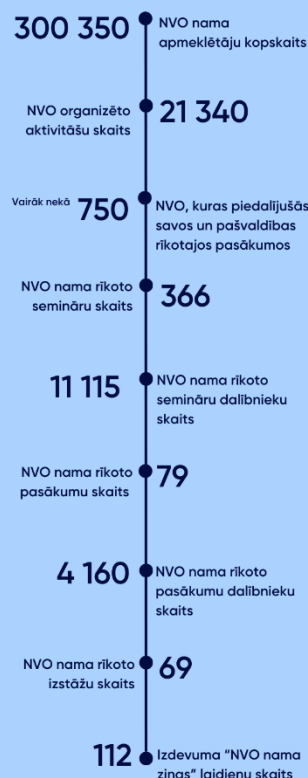 300 350
NVO nama
apmeklētāju kopskaits
NVO organizēto
aktivitāšu skaits
21 340
Vairāk nekā
750
NVO, kuras piedalījušās
savos un pašvaldības
rīkotajos pasākumos
NVO nama rīkoto
semināru skaits
366
11 115
NVO nama rīkoto
semināru dalībnieku
skaits
NVO nama rīkoto
pasākumu skaits
79
4 160
NVO nama rīkoto
pasākumu dalībnieku
skaits
NVO nama rīkoto
izstāžu skaits
69
112
Izdevuma “NVO nama
ziņas” laidienu skaits